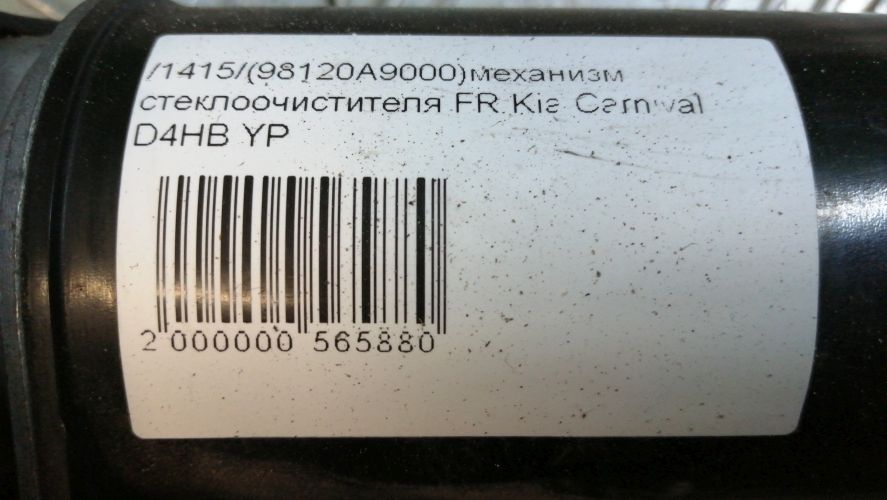 /1415/(98120A9000)механизм
стеклоочистителя FR Kia Carnival
D4HB YP
2 000000 565880